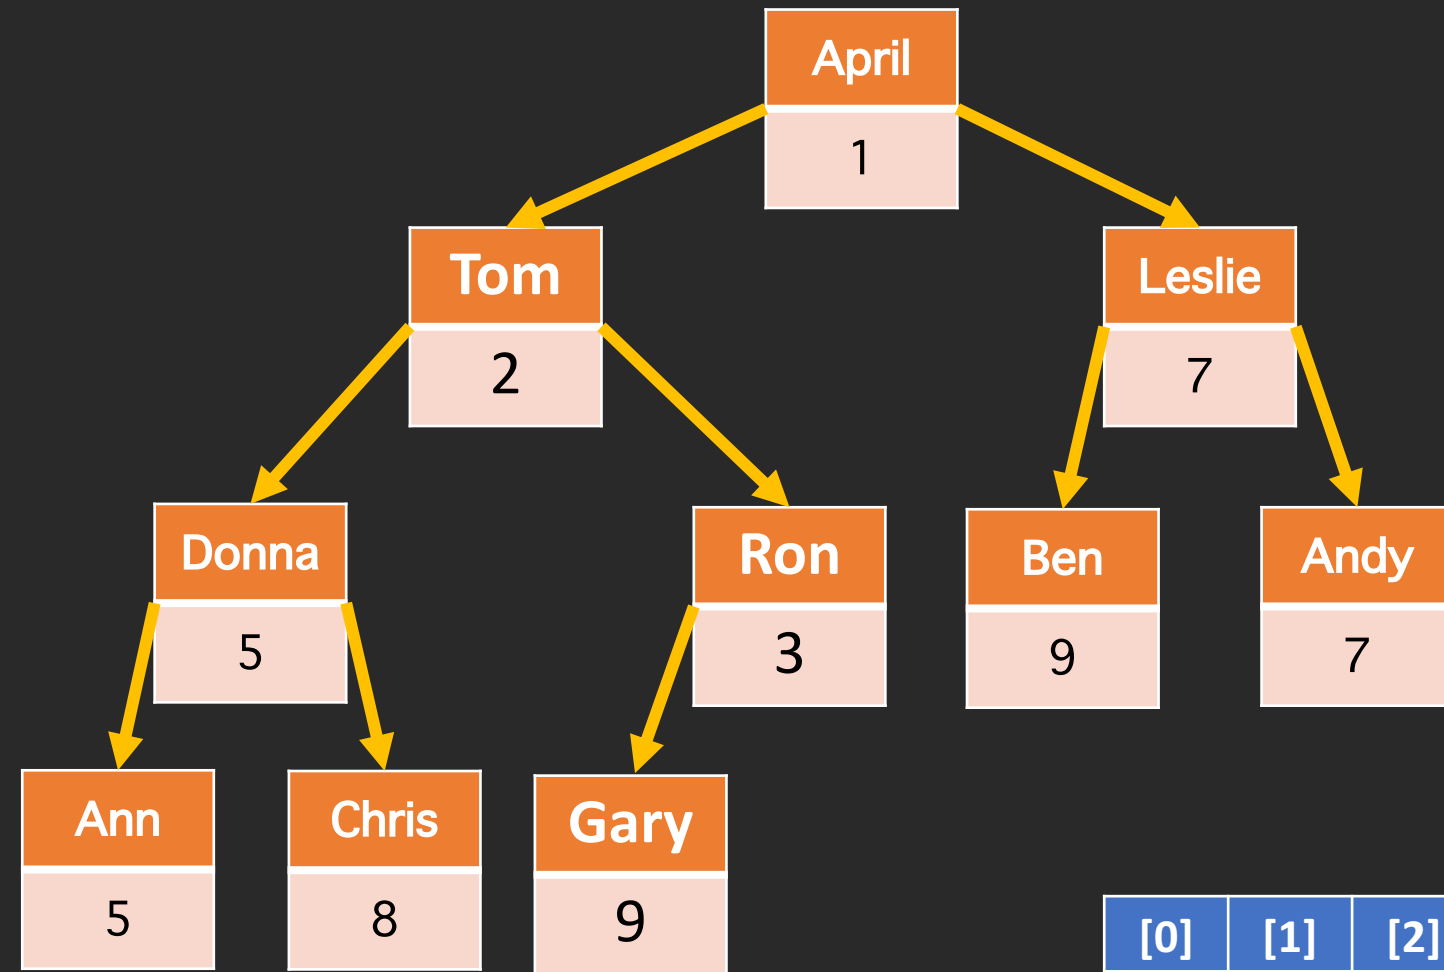 April
1
Tom
2
Leslie
7
Donna
5
Ron
3
Ben
9
Andy
7
Ann
5
Chris
8
Gary
9
[0] [1] [2]